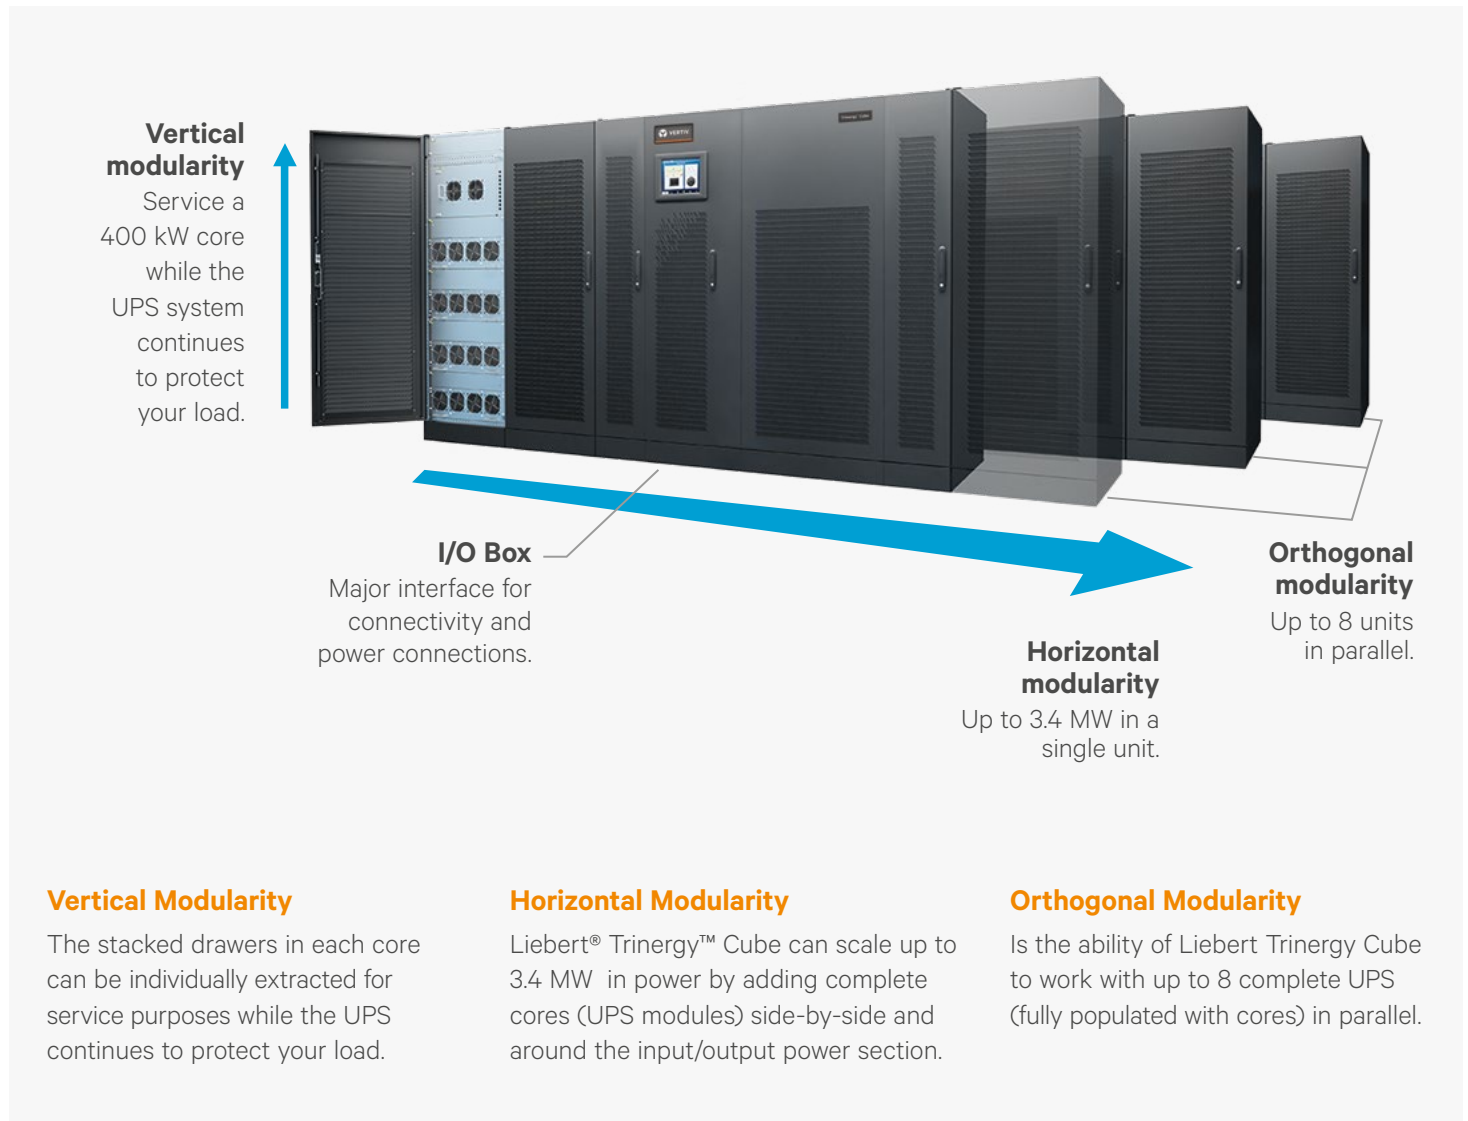 VERTIV
Trinergy Cube
Vertical
modularity
Service a
400 kW core
while the
UPS system
continues
to protect
your load.
I/O Box
Major interface for
connectivity and
power connections.
Horizontal
modularity
Up to 3.4 MW in a
single unit.
Orthogonal
modularity
Up to 8 units
in parallel.
Vertical Modularity
The stacked drawers in each core
can be individually extracted for
service purposes while the UPS
continues to protect your load.
Horizontal Modularity
Liebert® Trinergy™ Cube can scale up to
3.4 MW in power by adding complete
cores (UPS modules) side-by-side and
around the input/output power section.
Orthogonal Modularity
Is the ability of Liebert Trinergy Cube
to work with up to 8 complete UPS
(fully populated with cores) in parallel.